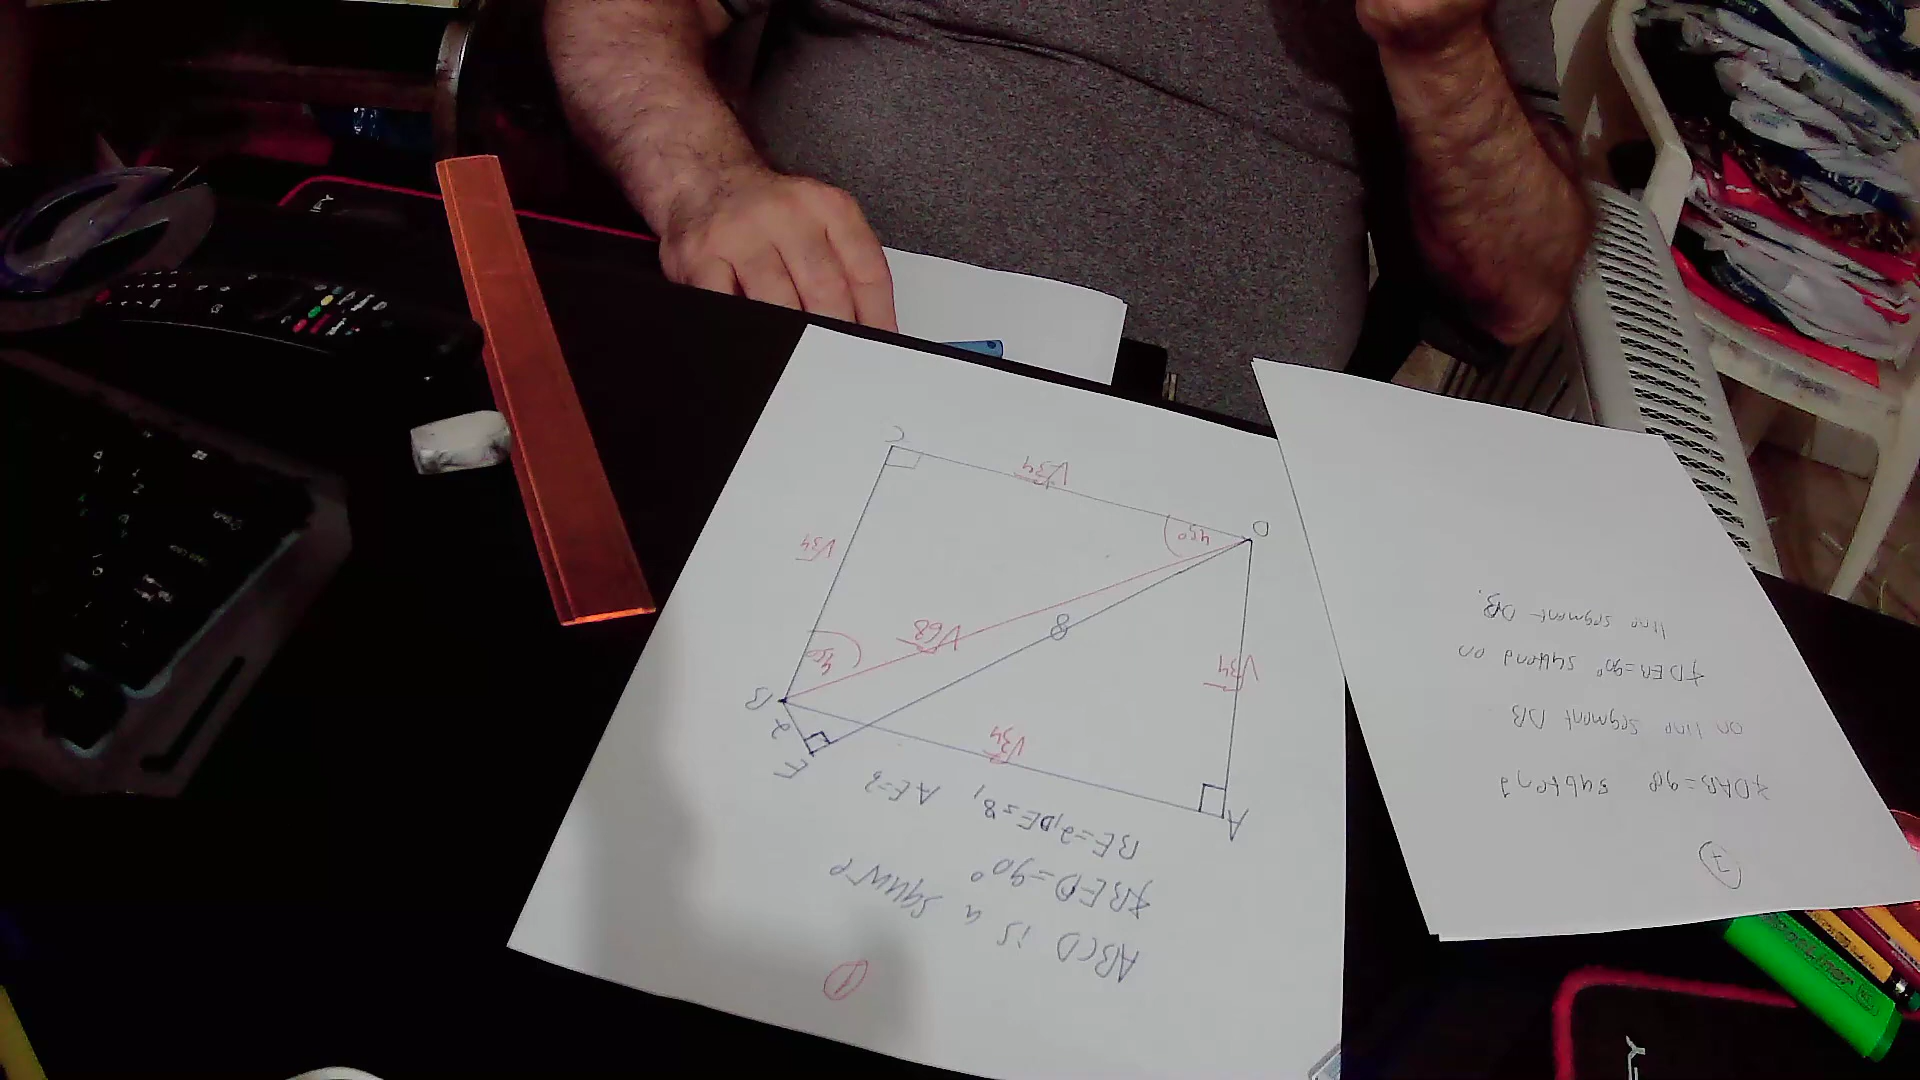 ①
ABCD is a square
∡BED=90°
BE=2, DE=8, AE=?
A
E
2
B
√34
√34
8
√68
45°
√34
45°
D
√34
C
②
∡DAB=90° subtend
on line segment DB
∡DEB=90° subtend on
line segment DB.